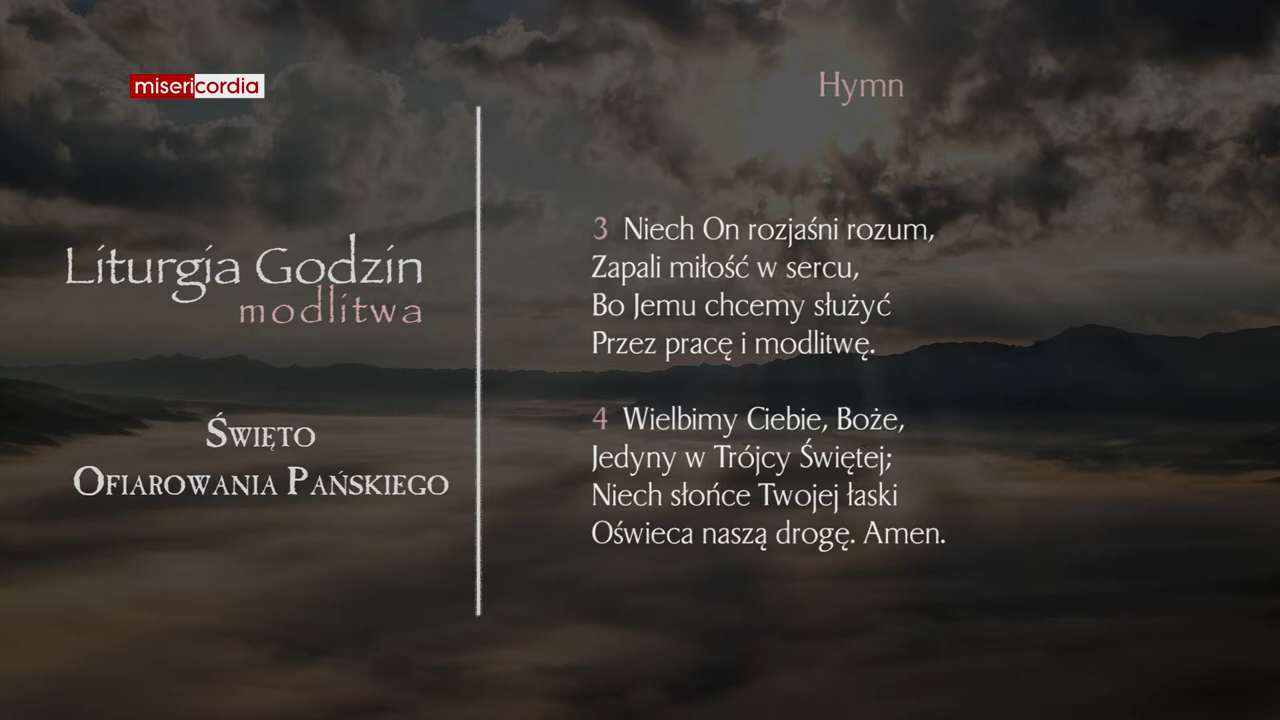 misericordia
Liturgia Godzin
modlitwa
Święto
Ofiarowania Pańskiego
Hymn
3 Niech On rozjaśni rozum,
Zapali miłość w sercu,
Bo Jemu chcemy służyć
Przez pracę i modlitwę.
4 Wielbimy Ciebie, Boże,
Jedyny w Trójcy Świętej;
Niech słońce Twojej łaski
Oświeca naszą drogę. Amen.